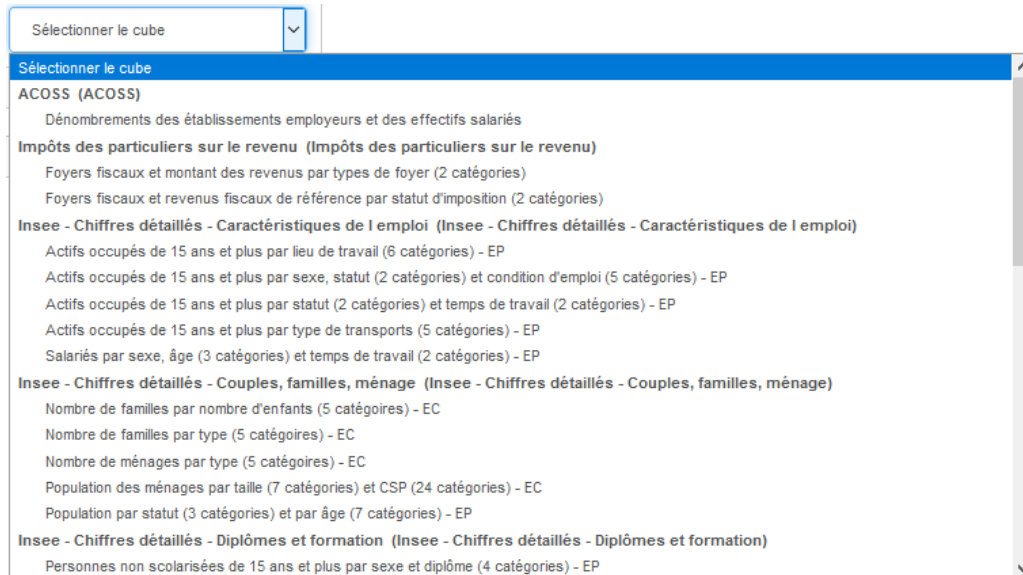 Sélectionner le cube
Sélectionner le cube
ACOSS (ACOSS)
Dénombrements des établissements employeurs et des effectifs salariés
Impôts des particuliers sur le revenu (Impôts des particuliers sur le revenu)
Foyers fiscaux et montant des revenus par types de foyer (2 catégories)
Foyers fiscaux et revenus fiscaux de référence par statut d'imposition (2 catégories)
Insee - Chiffres détaillés - Caractéristiques de l emploi (Insee - Chiffres détaillés - Caractéristiques de l emploi)
Actifs occupés de 15 ans et plus par lieu de travail (6 catégories) - EP
Actifs occupés de 15 ans et plus par sexe, statut (2 catégories) et condition d'emploi (5 catégories) - EP
Actifs occupés de 15 ans et plus par statut (2 catégories) et temps de travail (2 catégories) - EP
Actifs occupés de 15 ans et plus par type de transports (5 catégories) - EP
Salariés par sexe, âge (3 catégories) et temps de travail (2 catégories) - EP
Insee - Chiffres détaillés - Couples, familles, ménage (Insee - Chiffres détaillés - Couples, familles, ménage)
Nombre de familles par nombre d'enfants (5 catégoires) - EC
Nombre de familles par type (5 catégoires) - EC
Nombre de ménages par type (5 catégoires) - EC
Population des ménages par taille (7 catégories) et CSP (24 catégories) - EC
Population par statut (3 catégories) et par âge (7 catégories) - EP
Insee - Chiffres détaillés - Diplômes et formation (Insee - Chiffres détaillés - Diplômes et formation)
Personnes non scolarisées de 15 ans et plus par sexe et diplôme (4 catégories) - EP